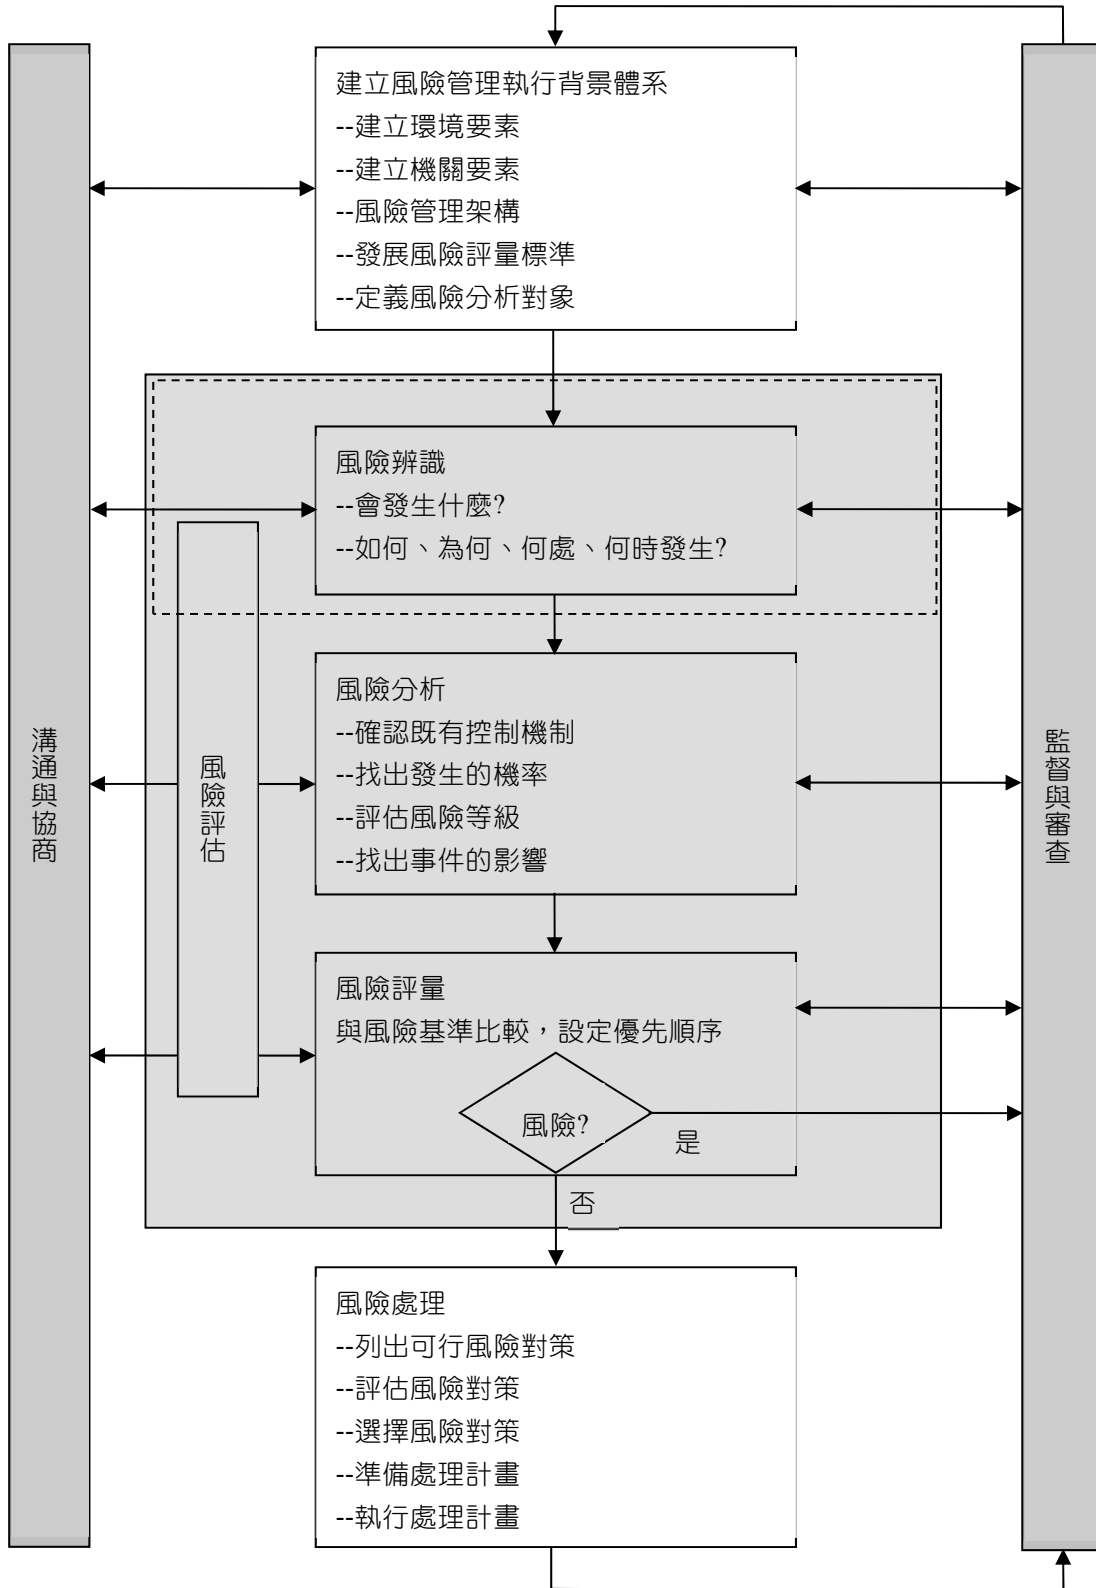 建立風險管理執行背景體系
--建立環境要素
--建立機關要素
--風險管理架構
--發展風險評量標準
--定義風險分析對象
風險辨識
--會發生什麼?
--如何、為何、何處、何時發生?
風險分析
--確認既有控制機制
--找出發生的機率
--評估風險等級
--找出事件的影響
溝通與協商
風險評估
監督與審查
風險評量
與風險基準比較，設定優先順序
風險?
是
否
風險處理
--列出可行風險對策
--評估風險對策
--選擇風險對策
--準備處理計畫
--執行處理計畫